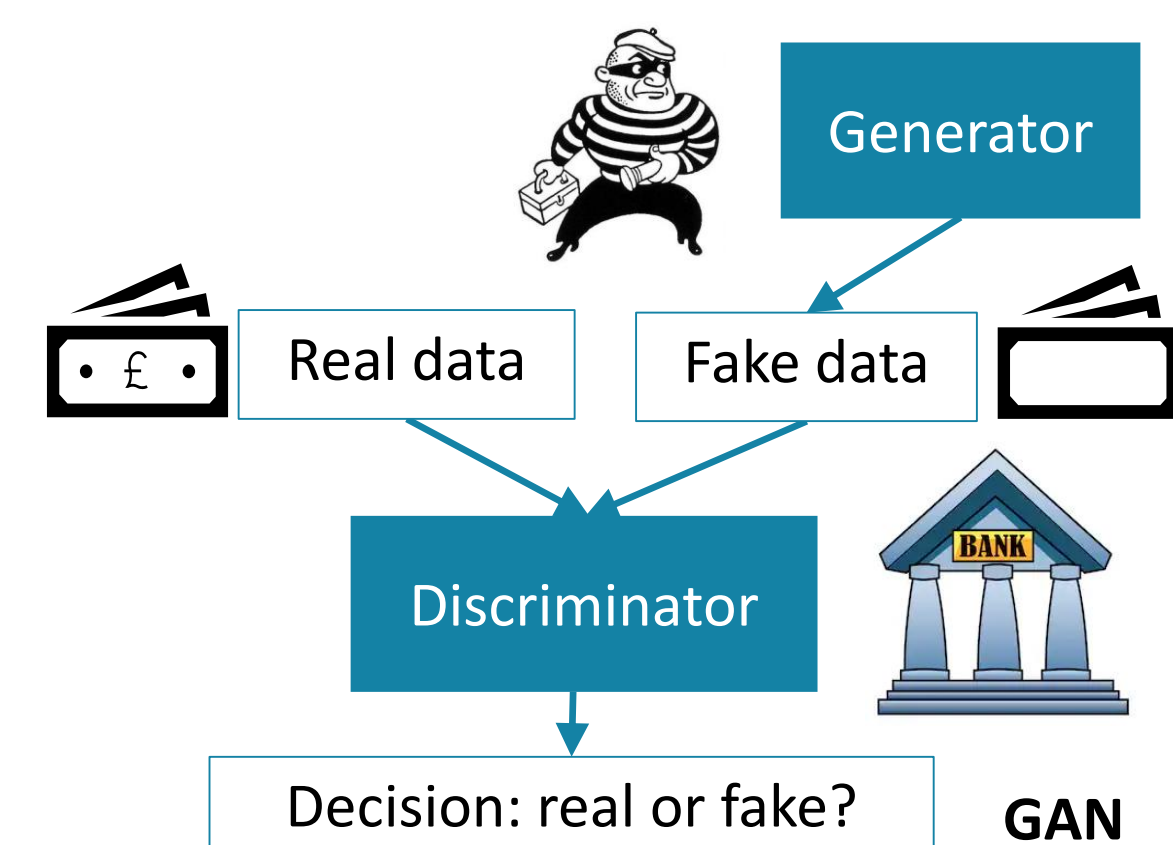 Generator
£
Real data
Fake data
BANK
Discriminator
Decision: real or fake?
GAN